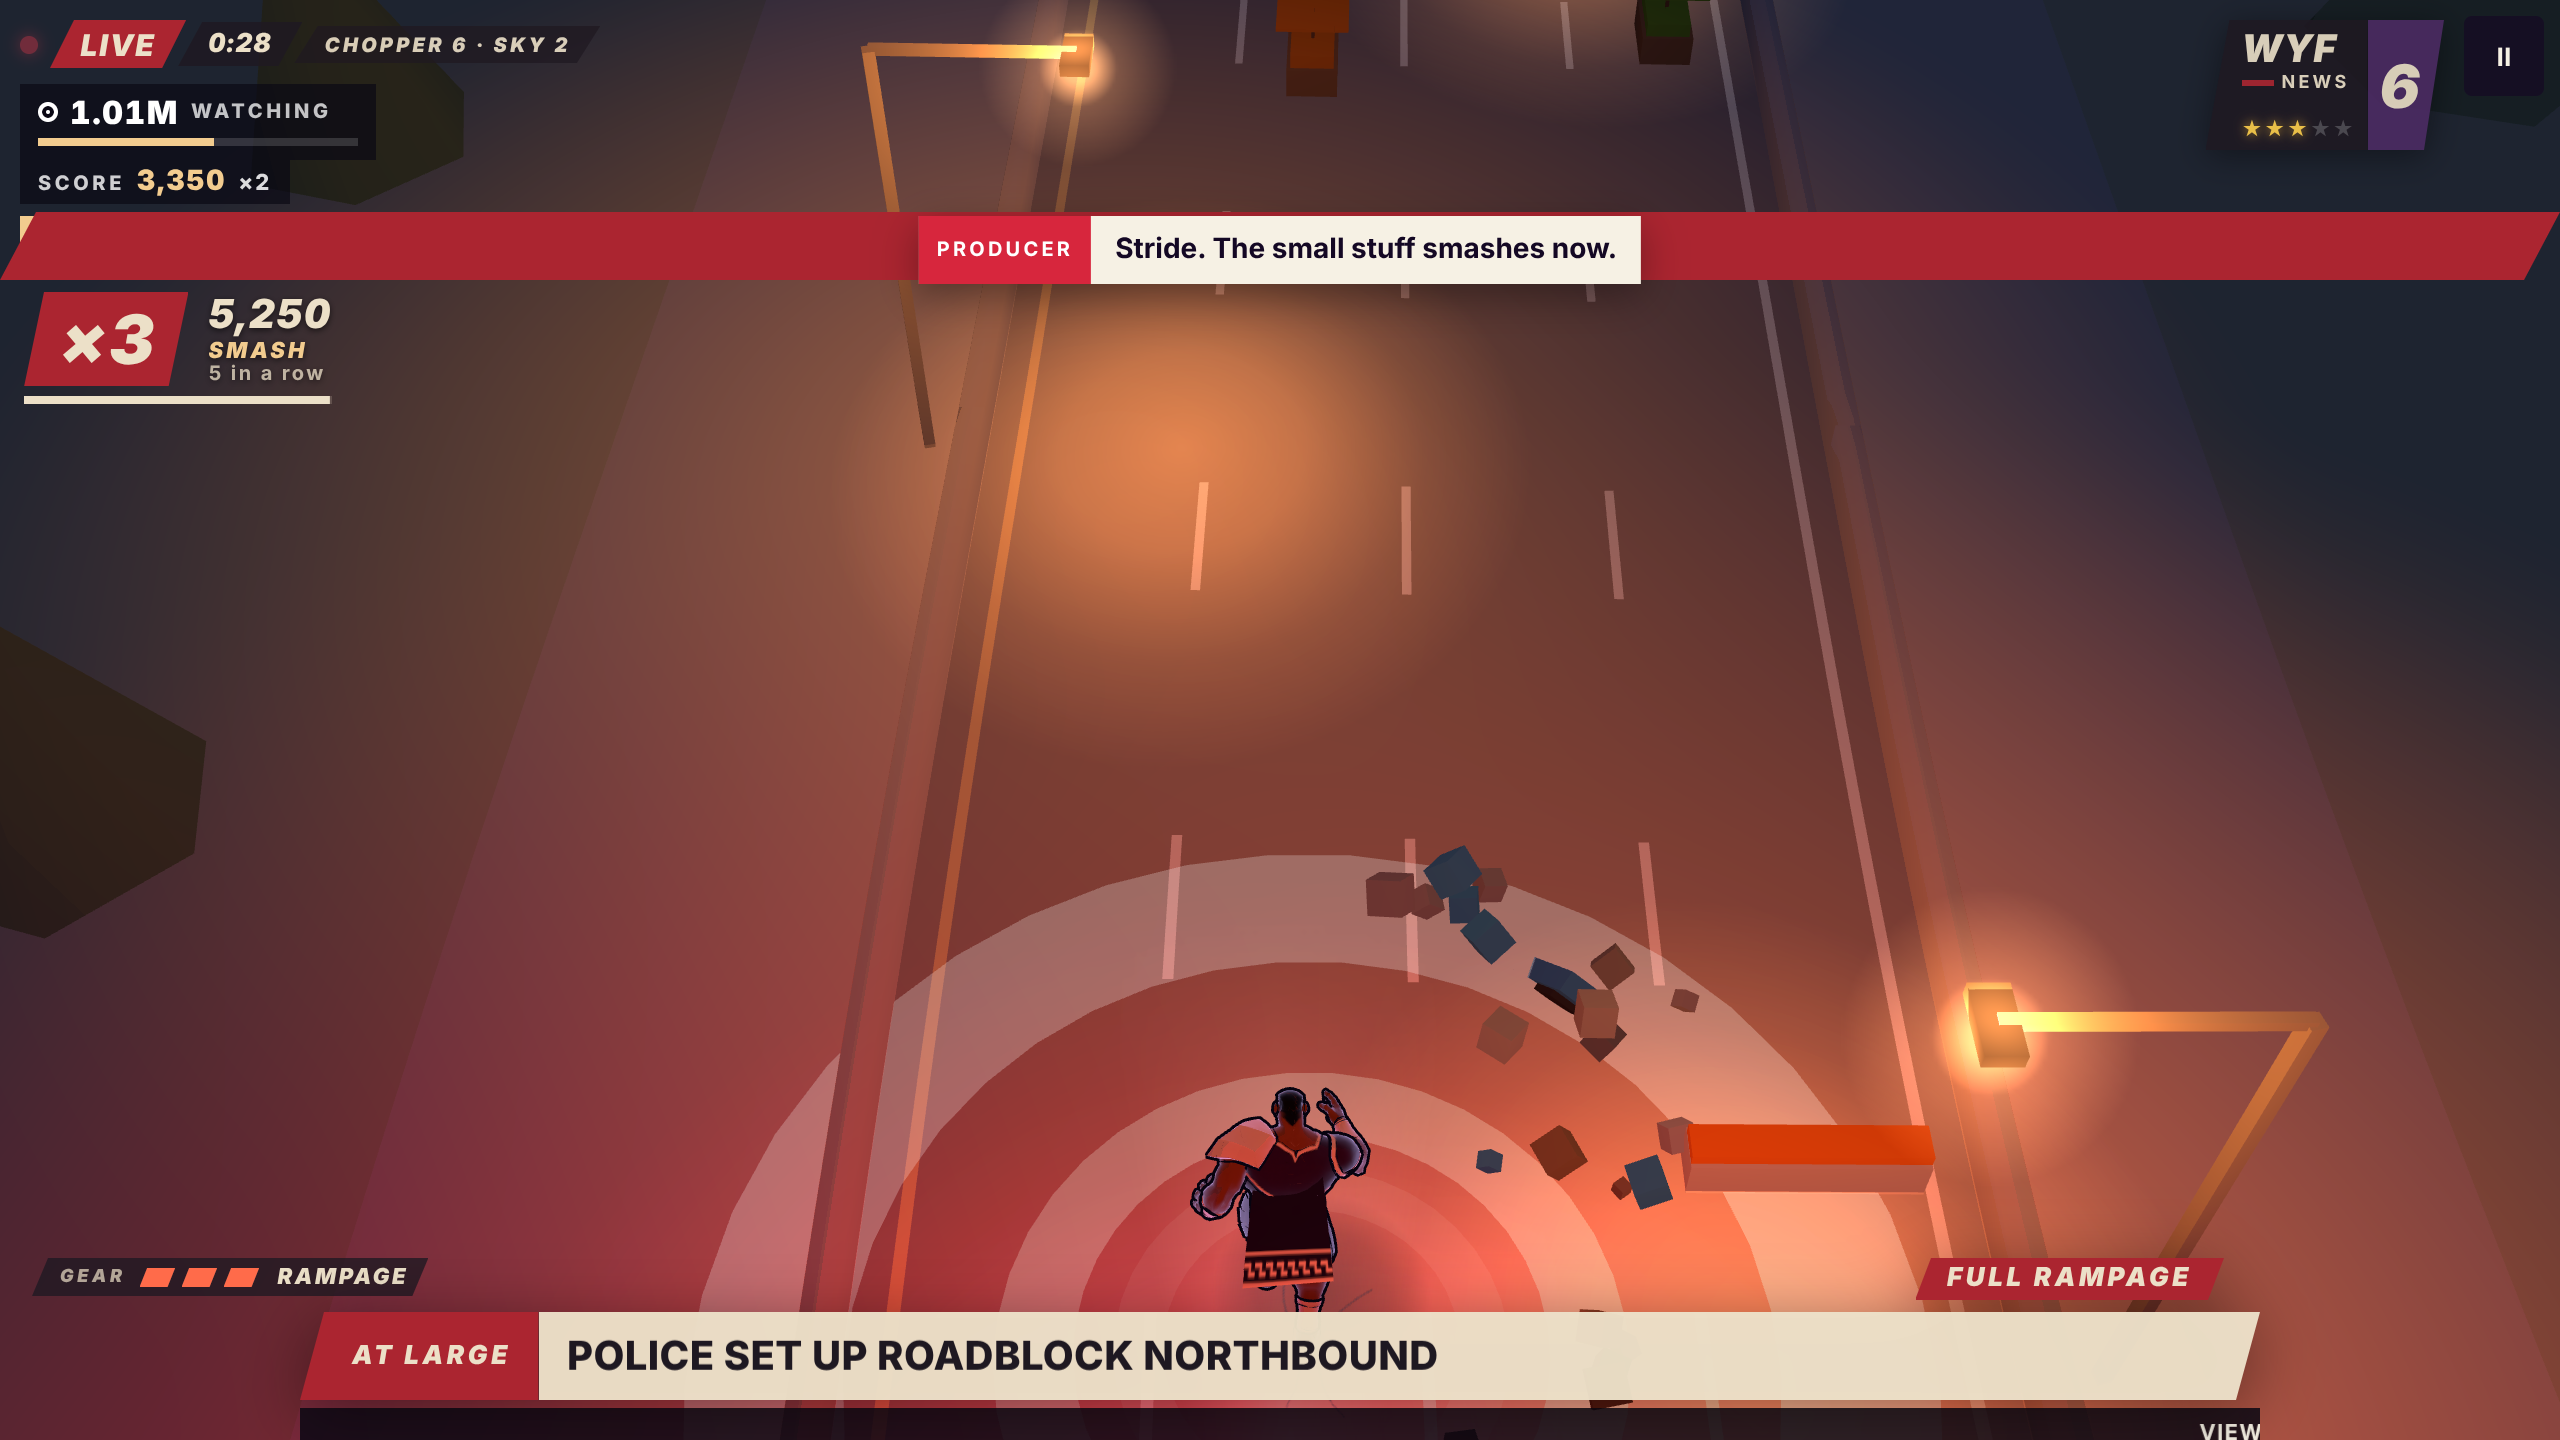 LIVE
0:28
CHOPPER 6 · SKY 2
1.01M WATCHING
SCORE 3,350 ×2
WYF
NEWS
6
★★★★★
PRODUCER
Stride. The small stuff smashes now.
×3
5,250
SMASH
5 in a row
GEAR
RAMPAGE
FULL RAMPAGE
AT LARGE
POLICE SET UP ROADBLOCK NORTHBOUND
VIEW